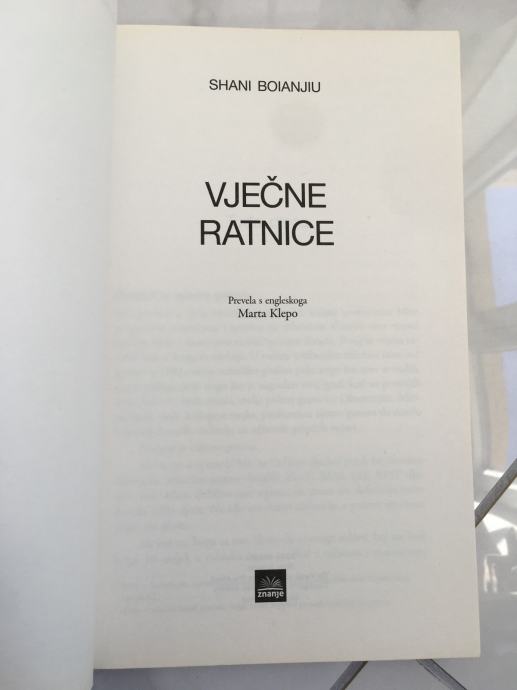 SHANI BOIANJIU
VJEČNE
RATNICE
Prevela s engleskoga
Marta Klepo
znanje